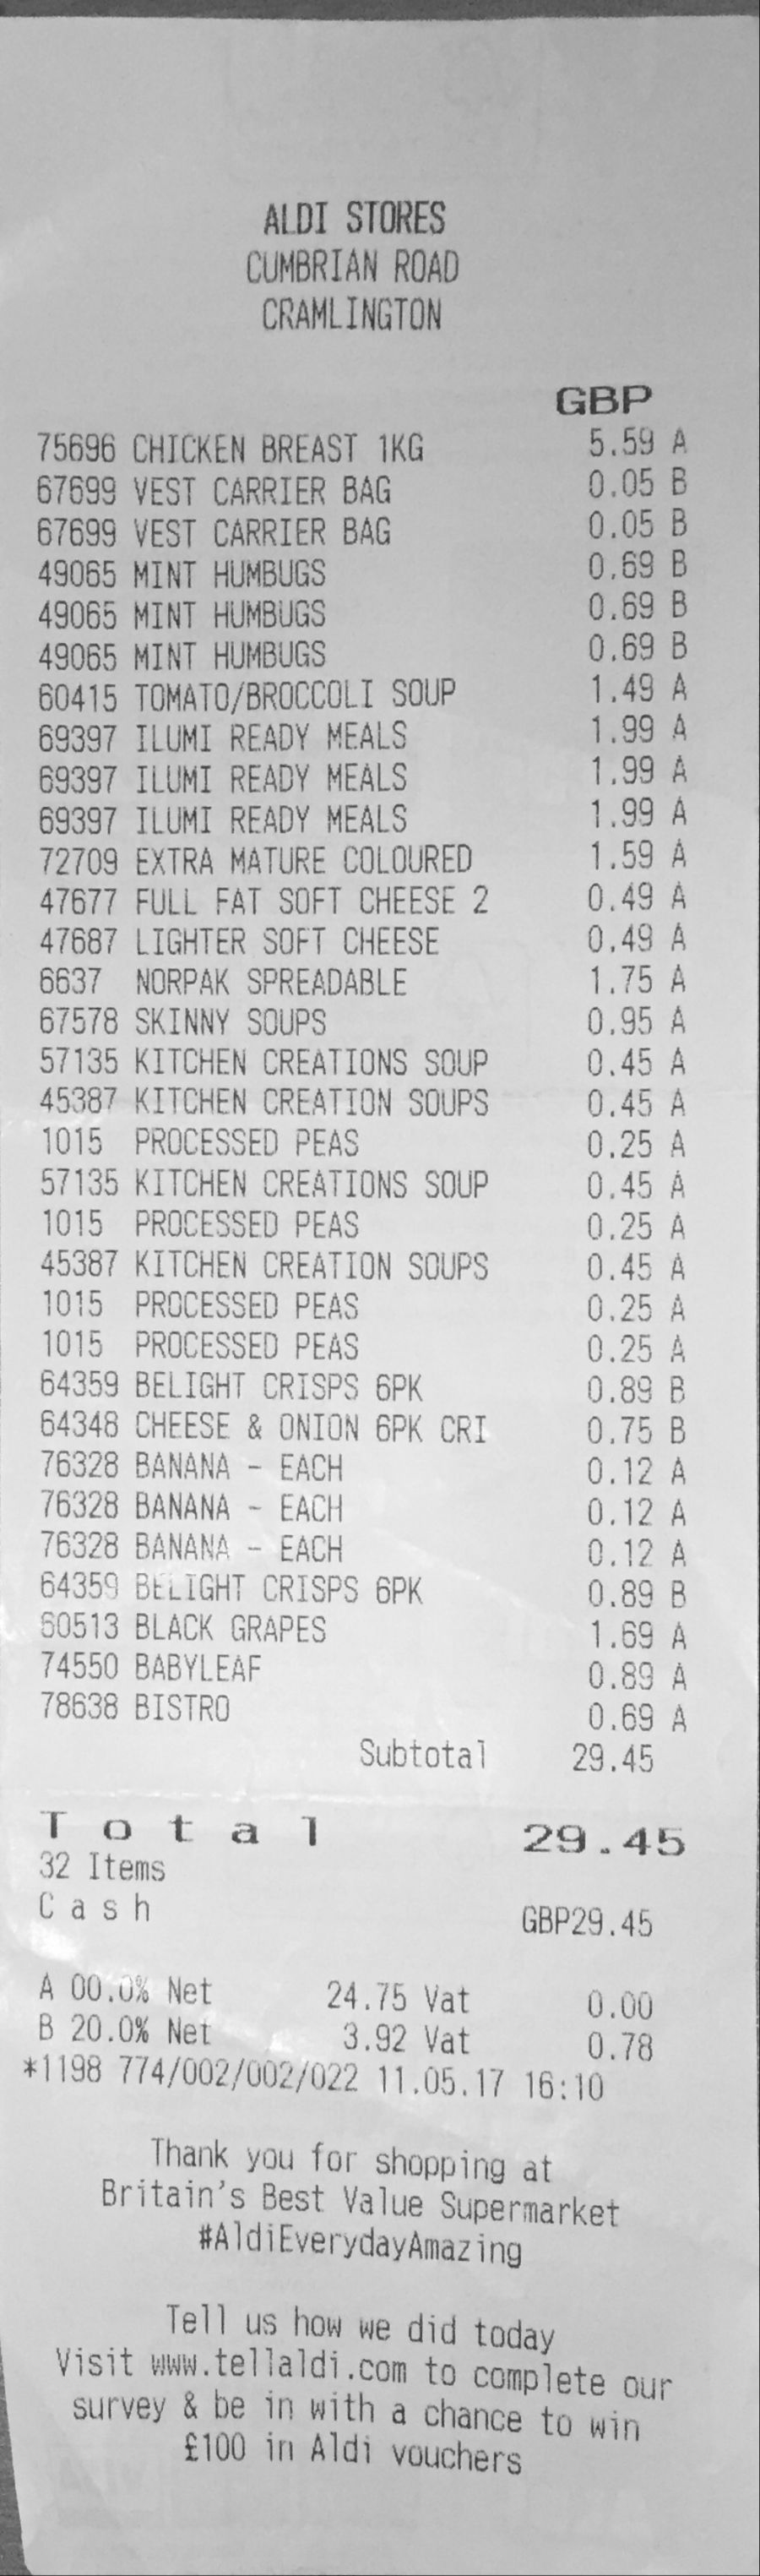 ALDI STORES
CUMBRIAN ROAD
CRAMLINGTON
GBP
75696 CHICKEN BREAST 1KG 5.59 A
67699 VEST CARRIER BAG 0.05 B
67699 VEST CARRIER BAG 0.05 B
49065 MINT HUMBUGS 0.69 B
49065 MINT HUMBUGS 0.69 B
49065 MINT HUMBUGS 0.69 B
60415 TOMATO/BROCCOLI SOUP 1.49 A
69397 ILUMI READY MEALS 1.99 A
69397 ILUMI READY MEALS 1.99 A
69397 ILUMI READY MEALS 1.99 A
72709 EXTRA MATURE COLOURED 1.59 A
47677 FULL FAT SOFT CHEESE 2 0.49 A
47687 LIGHTER SOFT CHEESE 0.49 A
6637 NORPAK SPREADABLE 1.75 A
67578 SKINNY SOUPS 0.95 A
57135 KITCHEN CREATIONS SOUP 0.45 A
45387 KITCHEN CREATION SOUPS 0.45 A
1015 PROCESSED PEAS 0.25 A
57135 KITCHEN CREATIONS SOUP 0.45 A
1015 PROCESSED PEAS 0.25 A
45387 KITCHEN CREATION SOUPS 0.45 A
1015 PROCESSED PEAS 0.25 A
1015 PROCESSED PEAS 0.25 A
64359 BELIGHT CRISPS 6PK 0.89 B
64348 CHEESE & ONION 6PK CRI 0.75 B
76328 BANANA - EACH 0.12 A
76328 BANANA - EACH 0.12 A
76328 BANANA - EACH 0.12 A
64359 BELIGHT CRISPS 6PK 0.89 B
60513 BLACK GRAPES 1.69 A
74550 BABYLEAF 0.89 A
78638 BISTRO 0.69 A
Subtotal 29.45
Total 29.45
32 Items
Cash GBP29.45
A 00.0% Net 24.75 Vat 0.00
B 20.0% Net 3.92 Vat 0.78
*1198 774/002/002/022 11.05.17 16:10
Thank you for shopping at
Britain's Best Value Supermarket
#AldiEverydayAmazing
Tell us how we did today
Visit www.tellaldi.com to complete our
survey & be in with a chance to win
£100 in Aldi vouchers